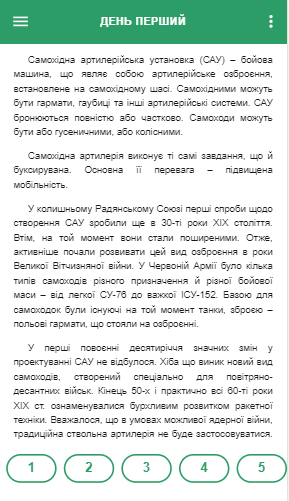 ДЕНЬ ПЕРШИЙ
Самохідна артилерійська установка (САУ) – бойова
машина, що являє собою артилерійське озброєння,
встановлене на самохідному шасі. Самохідними можуть
бути гармати, гаубиці та інші артилерійські системи. САУ
бронюються повністю або частково. Самоходи можуть
бути або гусеничними, або колісними.
Самохідна артилерія виконує ті самі завдання, що й
буксирувана. Основна її перевага – підвищена
мобільність.
У колишньому Радянському Союзі перші спроби щодо
створення САУ зробили ще в 30-ті роки XIX століття.
Втім, на той момент вони стали поширеними. Отже,
активніше почали розвивати цей вид озброєння в роки
Великої Вітчизняної війни. У Червоній Армії було кілька
типів самоходів різного призначення й різної бойової
маси – від легкої СУ-76 до важкої ІСУ-152. Базою для
самоходок були існуючі на той момент танки, зброєю –
польові гармати, що стояли на озброєнні.
У перші повоєнні десятиріччя значних змін у
проектуванні САУ не відбулося. Хіба що виник новий вид
самоходів, створений спеціально для повітряно-
десантних військ. Кінець 50-х і практично всі 60-ті роки
XIX ст. ознаменувалися бурхливим розвитком ракетної
техніки. Вважалося, що в умовах можливої ядерної війни,
традиційна ствольна артилерія не буде застосовуватися.
1 2 3 4 5